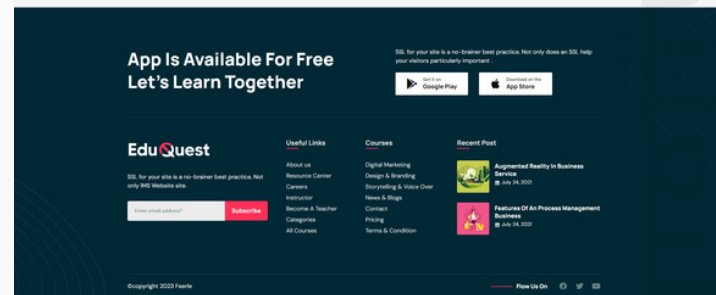 App Is Available For Free
Let's Learn Together
SSL for your site is a no-brainer best practice. Not only does an SSL help
your visitors particularly important .
Get it on
Google Play
Download on the
App Store
EduQuest
SSL for your site is a no-brainer best practice. Not
only IMS Website site.
Enter email address*
Subscribe
Useful Links
About us
Resource Center
Careers
Instructor
Become A Teacher
Categories
All Courses
Courses
Digital Marketing
Design & Branding
Storytelling & Voice Over
News & Blogs
Contact
Pricing
Terms & Condition
Recent Post
Augmented Reality In Business
Service
July 24, 2021
Features Of An Process Management
Business
July 24, 2021
©copyright 2023 Feerle
Flow Us On